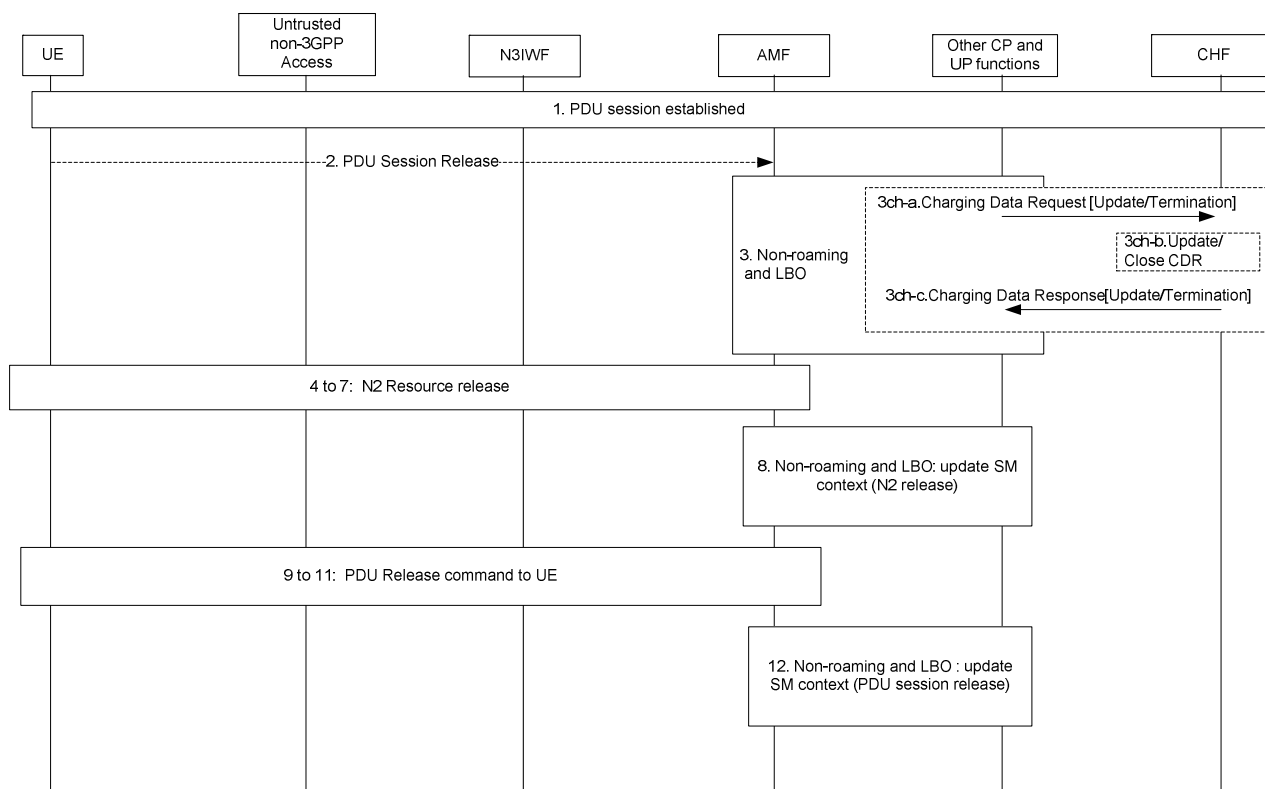 UE
Untrusted
non-3GPP
Access
N3IWF
AMF
Other CP and
UP functions
CHF
1. PDU session established
2. PDU Session Release
3ch-a.Charging Data Request [Update/Termination]
3. Non-roaming
and LBO
3ch-b.Update/
Close CDR
3ch-c.Charging Data Response[Update/Termination]
4 to 7: N2 Resource release
8. Non-roaming and LBO: update SM
context (N2 release)
9 to 11: PDU Release command to UE
12. Non-roaming and LBO : update
SM context (PDU session release)